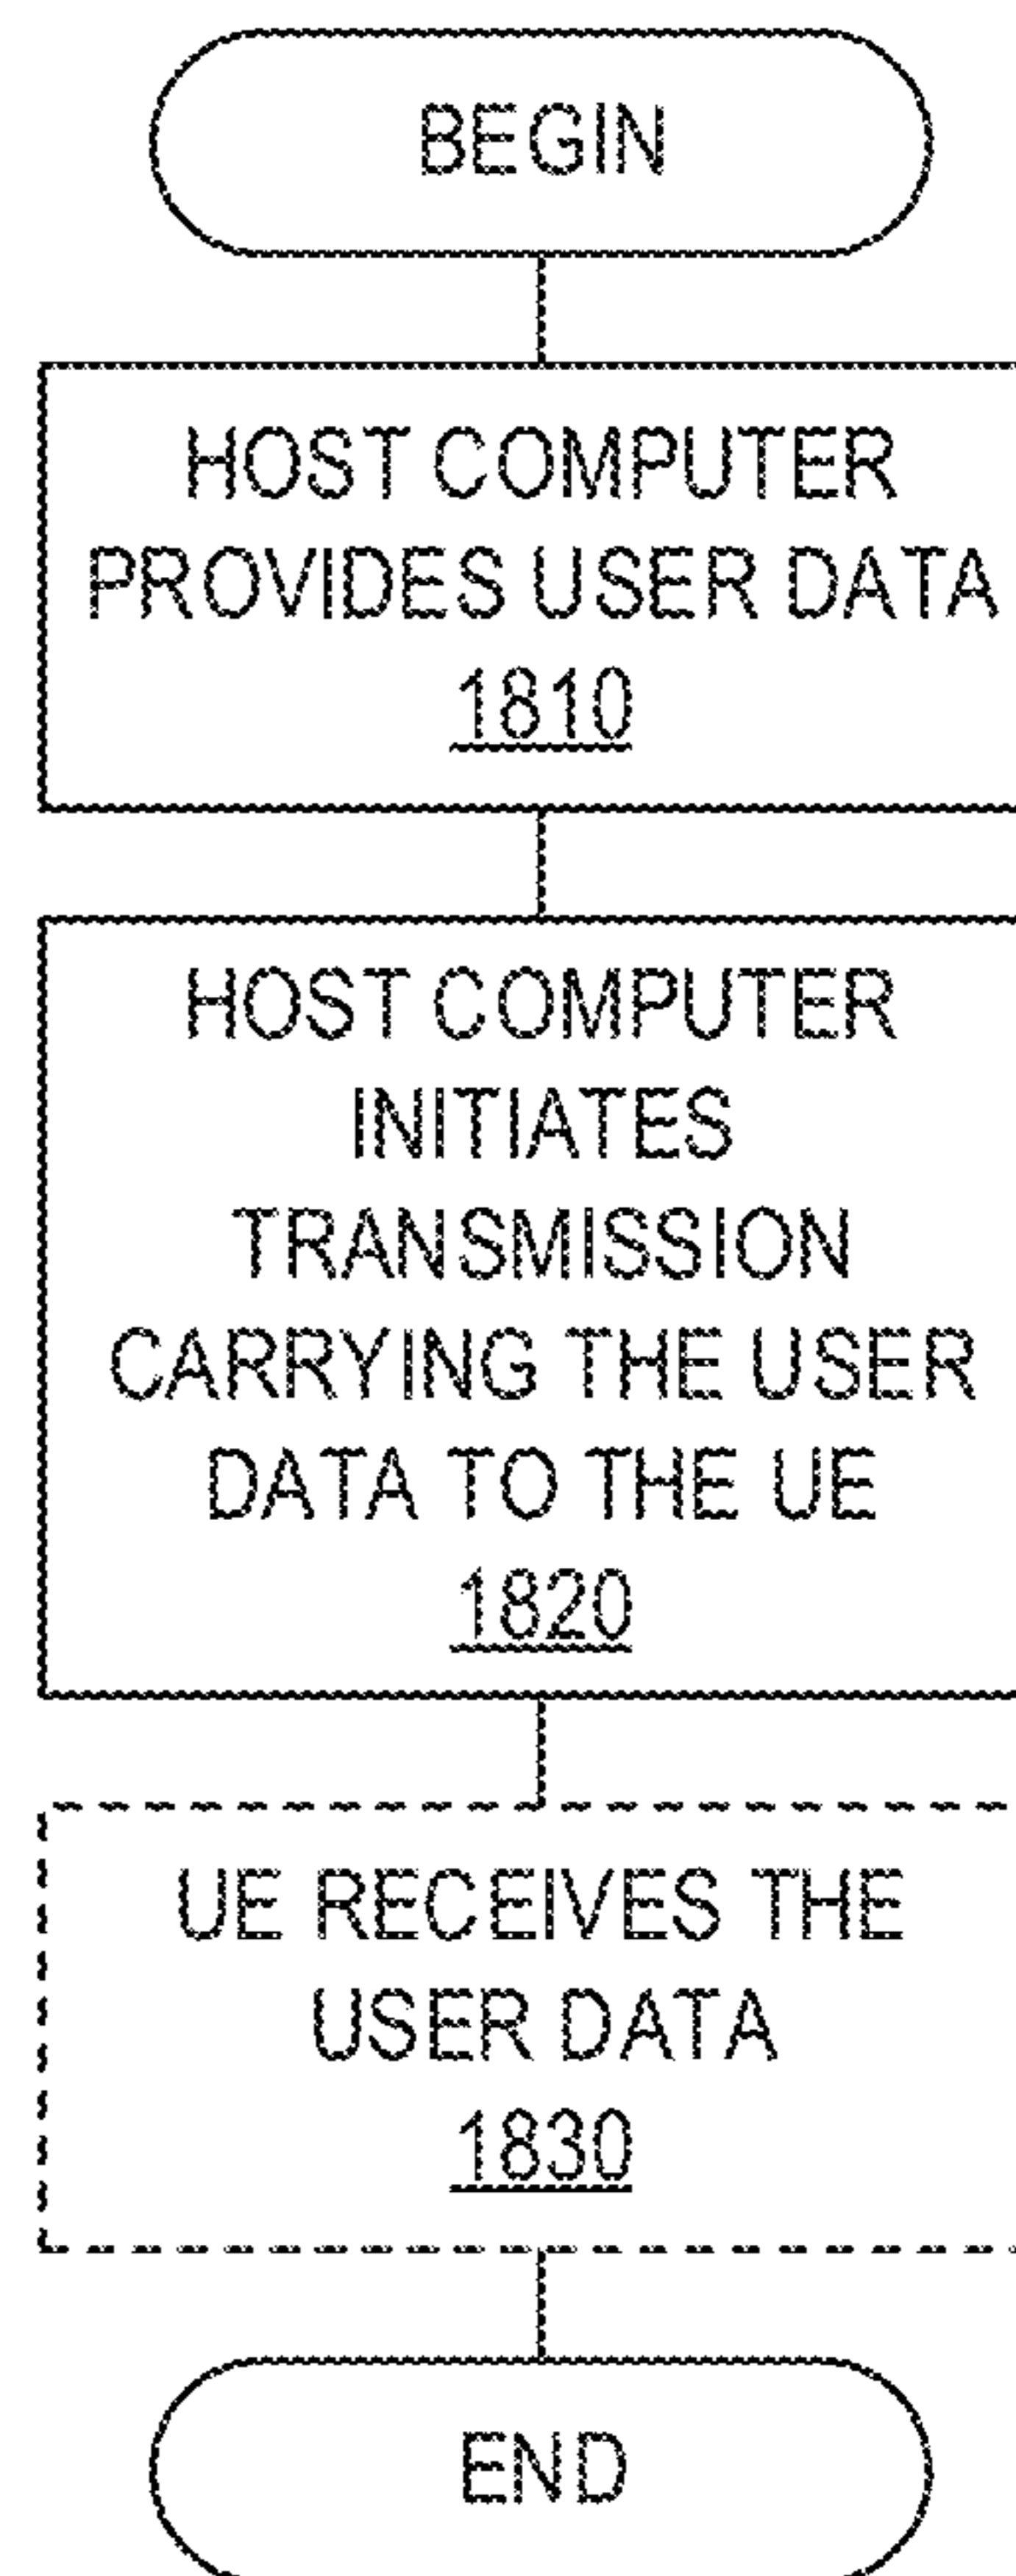 BEGIN
HOST COMPUTER
PROVIDES USER DATA
1810
HOST COMPUTER
INITIATES
TRANSMISSION
CARRYING THE USER
DATA TO THE UE
1820
UE RECEIVES THE
USER DATA
1830
END